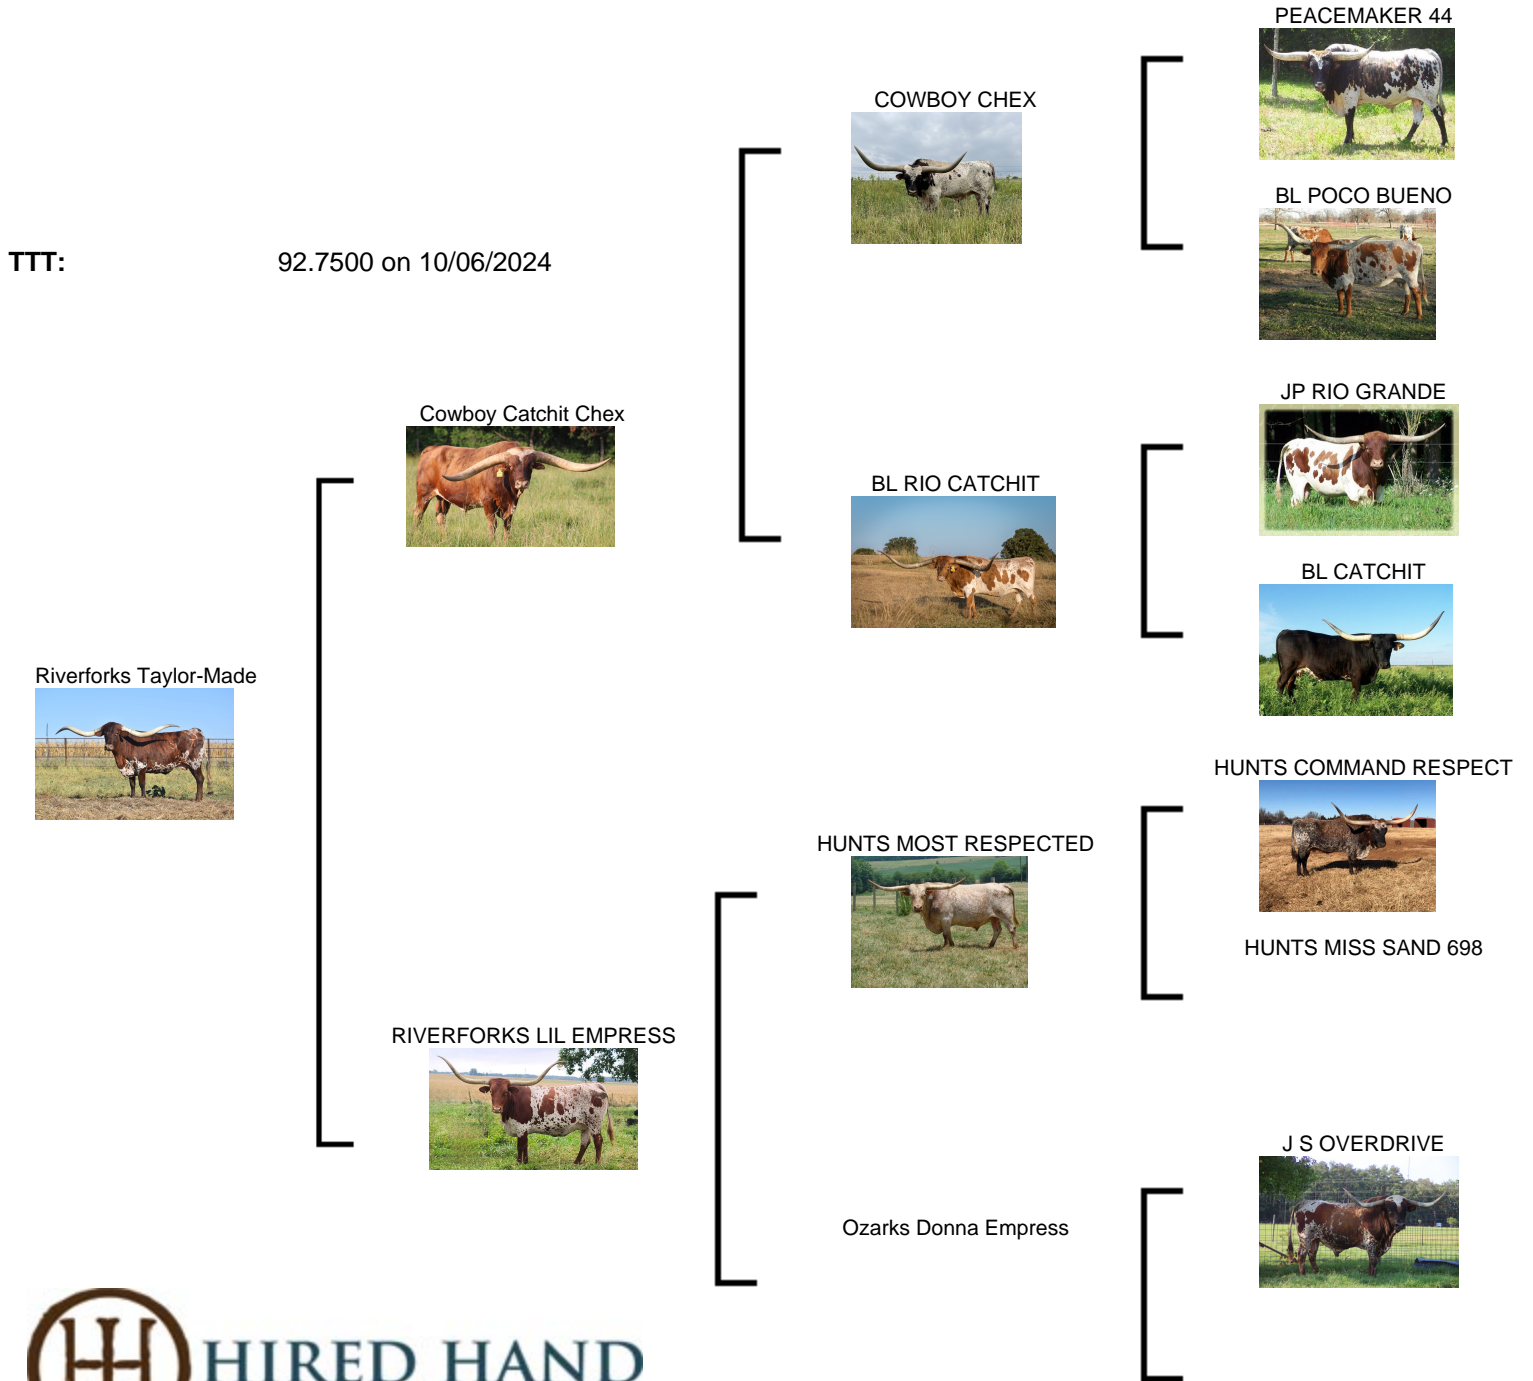 PEACEMAKER 44
COWBOY CHEX
BL POCO BUENO
TTT: 92.7500 on 10/06/2024
JP RIO GRANDE
Cowboy Catchit Chex
BL RIO CATCHIT
BL CATCHIT
Riverforks Taylor-Made
HUNTS COMMAND RESPECT
HUNTS MOST RESPECTED
HUNTS MISS SAND 698
RIVERFORKS LIL EMPRESS
J S OVERDRIVE
Ozarks Donna Empress
HIRED HAND